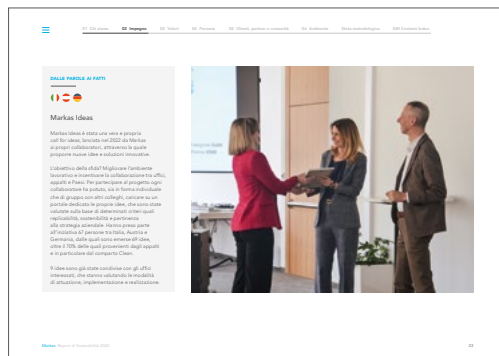 01 Chi siamo 02 Impegno 03 Valori 04 Persone 05 Clienti, partner e comunità 06 Ambiente Nota metodologica GRI Content Index
DALLE PAROLE AI FATTI
Markas Ideas
Markas Ideas è stata una vera e propria
call for ideas, lanciata nel 2022 da Markas
ai propri collaboratori, attraverso la quale
proporre nuove idee e soluzioni innovative.
L'obiettivo della sfida? Migliorare l'ambiente
lavorativo e incentivare la collaborazione tra uffici,
appalti e Paesi. Per partecipare al progetto ogni
collaboratore ha potuto, sia in forma individuale
che di gruppo con altri colleghi, caricare su un
portale dedicato le proprie idee, che sono state
valutate sulla base di determinati criteri quali
replicabilità, sostenibilità e pertinenza
alla strategia aziendale. Hanno preso parte
all'iniziativa 67 persone tra Italia, Austria e
Germania, dalle quali sono emerse 69 idee,
oltre il 70% delle quali provenienti dagli appalti
e in particolare dal comparto Clean.
9 idee sono già state condivise con gli uffici
interessati, che stanno valutando le modalità
di attuazione, implementazione e realizzazione.
Markas Report di Sostenibilità 2022
23